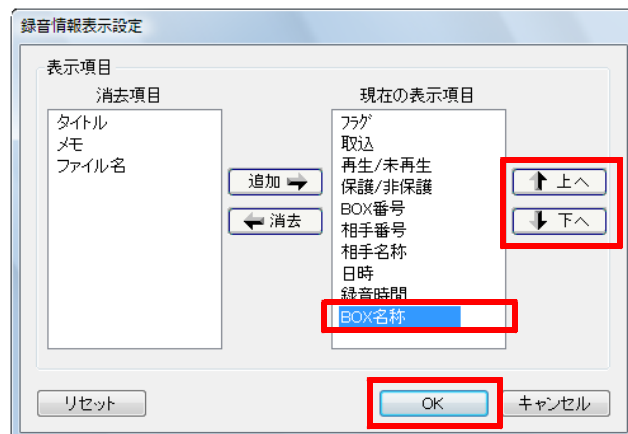 録音情報表示設定
表示項目
消去項目
現在の表示項目
タイトル
メモ
ファイル名
追加
消去
フラグ
取込
再生/未再生
保護/非保護
BOX番号
相手番号
相手名称
日時
録音時間
BOX名称
上へ
下へ
リセット
OK
キャンセル